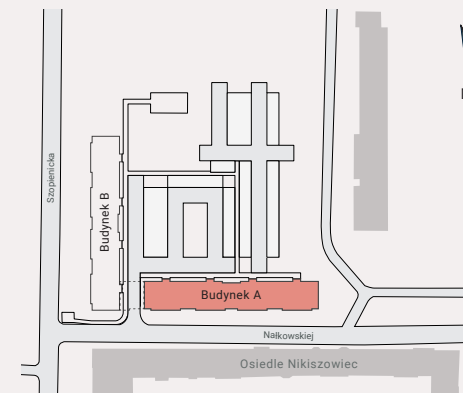 Szopienicka
Budynek B
Budynek A
Nałkowskiej
Osiedle Nikiszowiec